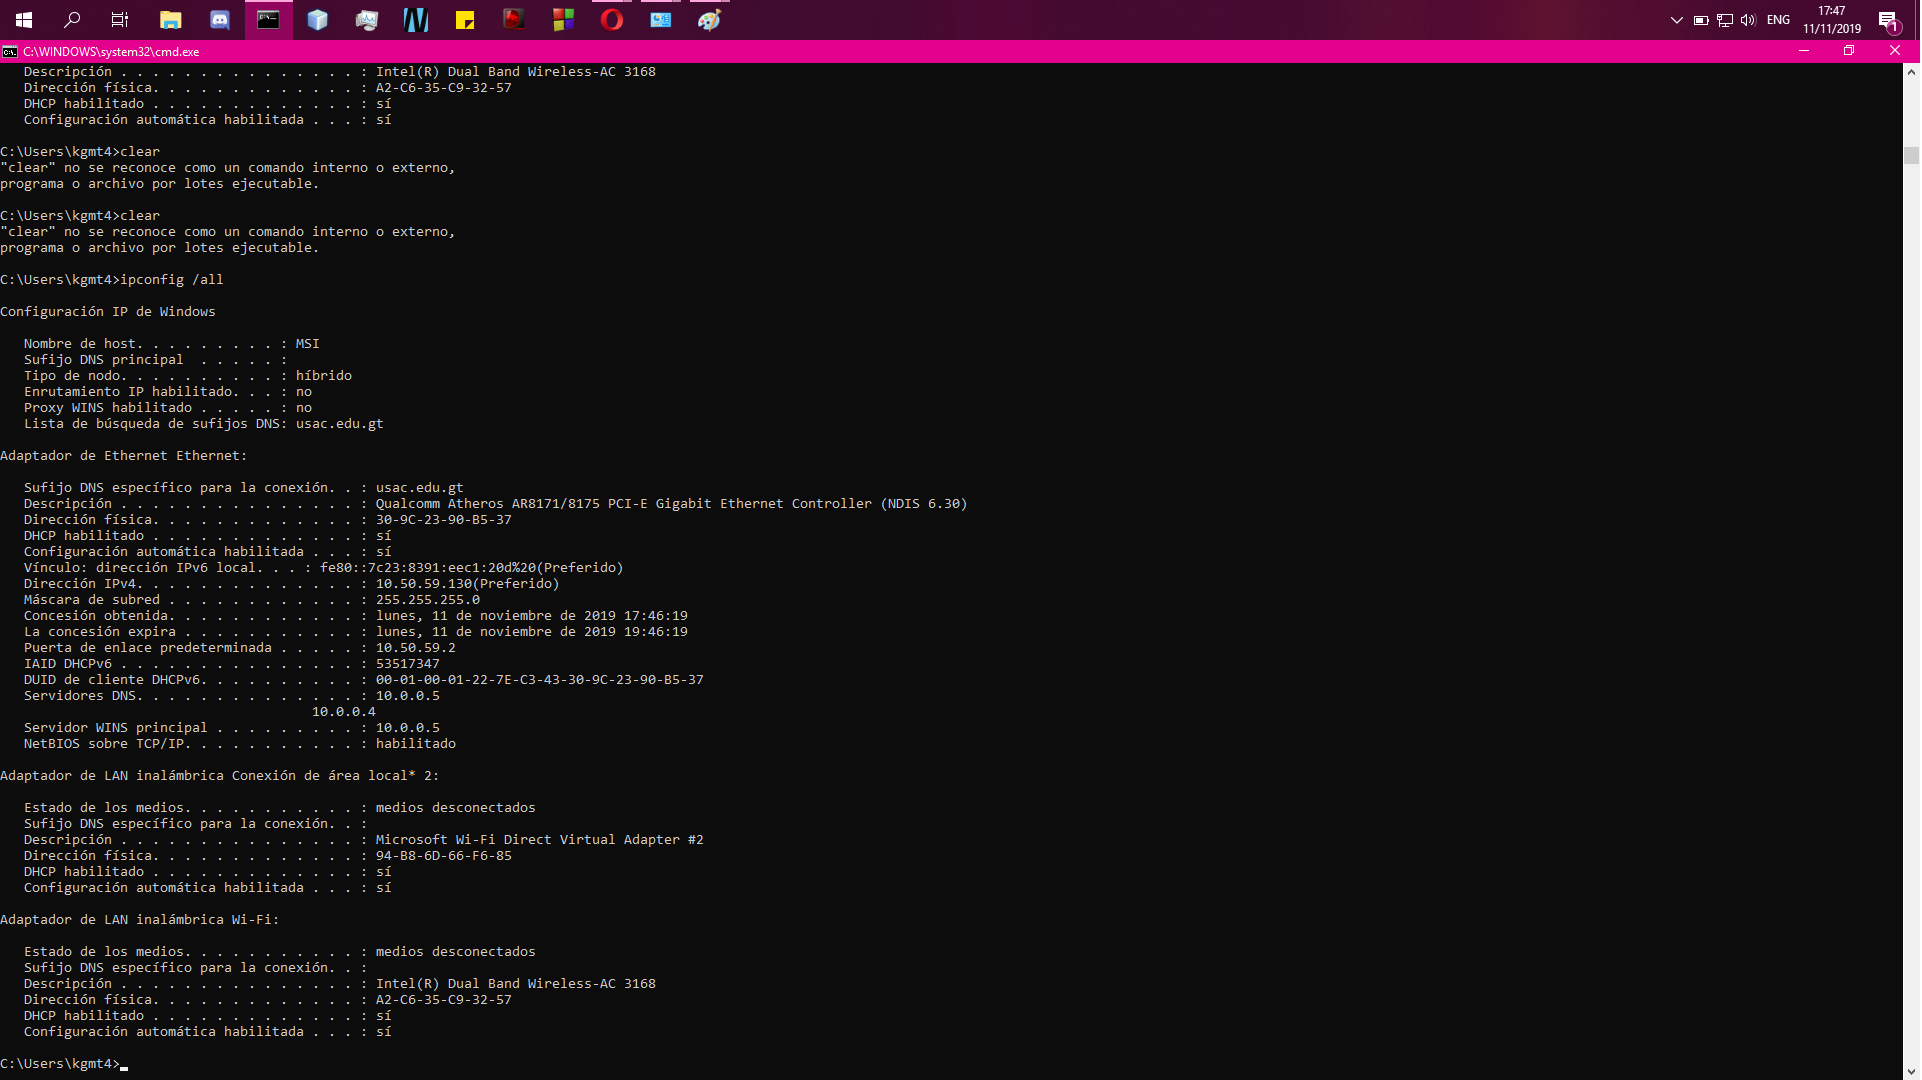 ENG
17:47
11/11/2019
1
C:\WINDOWS\system32\cmd.exe
Descripción . . . . . . . . . . . . . . . : Intel(R) Dual Band Wireless-AC 3168
Dirección física. . . . . . . . . . . . . : A2-C6-35-C9-32-57
DHCP habilitado . . . . . . . . . . . . . : sí
Configuración automática habilitada . . . : sí
C:\Users\kgmt4>clear
"clear" no se reconoce como un comando interno o externo,
programa o archivo por lotes ejecutable.
C:\Users\kgmt4>clear
"clear" no se reconoce como un comando interno o externo,
programa o archivo por lotes ejecutable.
C:\Users\kgmt4>ipconfig /all
Configuración IP de Windows
Nombre de host. . . . . . . . . : MSI
Sufijo DNS principal  . . . . . :
Tipo de nodo. . . . . . . . . . : híbrido
Enrutamiento IP habilitado. . . : no
Proxy WINS habilitado . . . . . : no
Lista de búsqueda de sufijos DNS: usac.edu.gt
Adaptador de Ethernet Ethernet:
Sufijo DNS específico para la conexión. . : usac.edu.gt
Descripción . . . . . . . . . . . . . . . : Qualcomm Atheros AR8171/8175 PCI-E Gigabit Ethernet Controller (NDIS 6.30)
Dirección física. . . . . . . . . . . . . : 30-9C-23-90-B5-37
DHCP habilitado . . . . . . . . . . . . . : sí
Configuración automática habilitada . . . : sí
Vínculo: dirección IPv6 local. . . : fe80::7c23:8391:eec1:20d%20(Preferido)
Dirección IPv4. . . . . . . . . . . . . . : 10.50.59.130(Preferido)
Máscara de subred . . . . . . . . . . . . : 255.255.255.0
Concesión obtenida. . . . . . . . . . . . : lunes, 11 de noviembre de 2019 17:46:19
La concesión expira . . . . . . . . . . . : lunes, 11 de noviembre de 2019 19:46:19
Puerta de enlace predeterminada . . . . . : 10.50.59.2
IAID DHCPv6 . . . . . . . . . . . . . . . : 53517347
DUID de cliente DHCPv6. . . . . . . . . . : 00-01-00-01-22-7E-C3-43-30-9C-23-90-B5-37
Servidores DNS. . . . . . . . . . . . . . : 10.0.0.5
10.0.0.4
Servidor WINS principal . . . . . . . . . : 10.0.0.5
NetBIOS sobre TCP/IP. . . . . . . . . . . : habilitado
Adaptador de LAN inalámbrica Conexión de área local* 2:
Estado de los medios. . . . . . . . . . . : medios desconectados
Sufijo DNS específico para la conexión. . :
Descripción . . . . . . . . . . . . . . . : Microsoft Wi-Fi Direct Virtual Adapter #2
Dirección física. . . . . . . . . . . . . : 94-B8-6D-66-F6-85
DHCP habilitado . . . . . . . . . . . . . : sí
Configuración automática habilitada . . . : sí
Adaptador de LAN inalámbrica Wi-Fi:
Estado de los medios. . . . . . . . . . . : medios desconectados
Sufijo DNS específico para la conexión. . :
Descripción . . . . . . . . . . . . . . . : Intel(R) Dual Band Wireless-AC 3168
Dirección física. . . . . . . . . . . . . : A2-C6-35-C9-32-57
DHCP habilitado . . . . . . . . . . . . . : sí
Configuración automática habilitada . . . : sí
C:\Users\kgmt4>